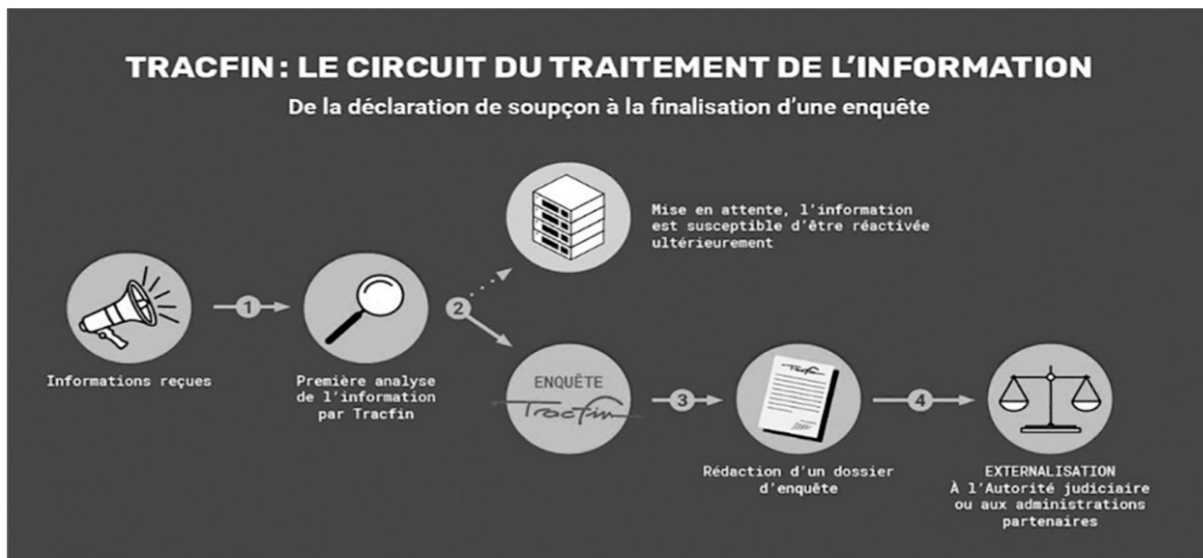 TRACFIN : LE CIRCUIT DU TRAITEMENT DE L'INFORMATION
De la déclaration de soupçon à la finalisation d'une enquête
Mise en attente, l'information
est susceptible d'être réactivée
ultérieurement
1
2
Informations reçues
Première analyse
de l'information
par Tracfin
ENQUÊTE
Tracfin
3
4
Tracfin
Rédaction d'un dossier
d'enquête
EXTERNALISATION
À l'Autorité judiciaire
ou aux administrations
partenaires